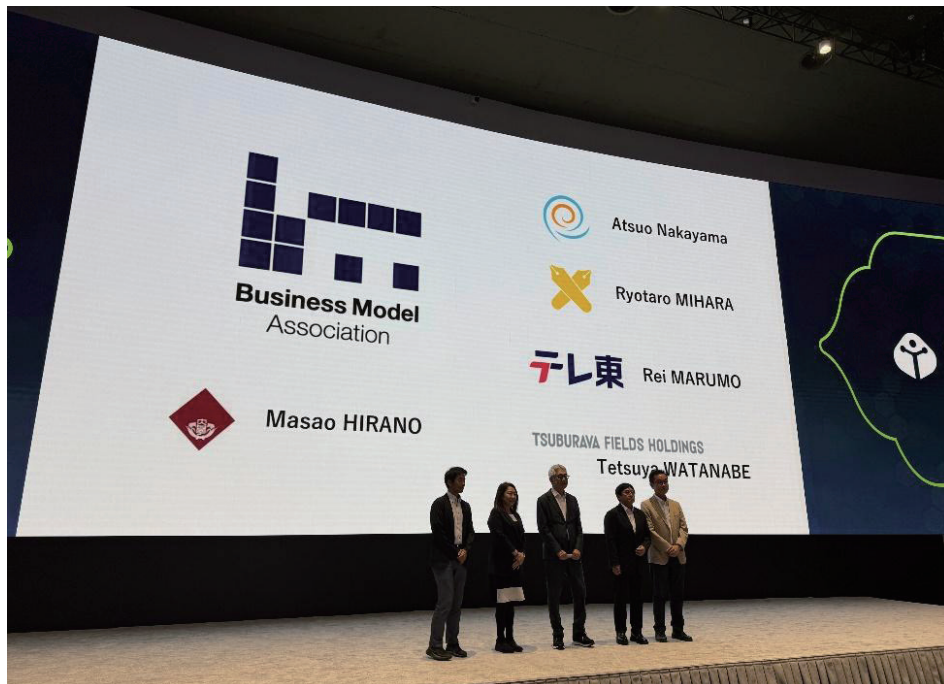 Business Model
Association
Masao HIRANO
Atsuo Nakayama
Ryotaro MIHARA
テレ東 Rei MARUMO
TSUBURAYA FIELDS HOLDINGS
Tetsuya WATANABE